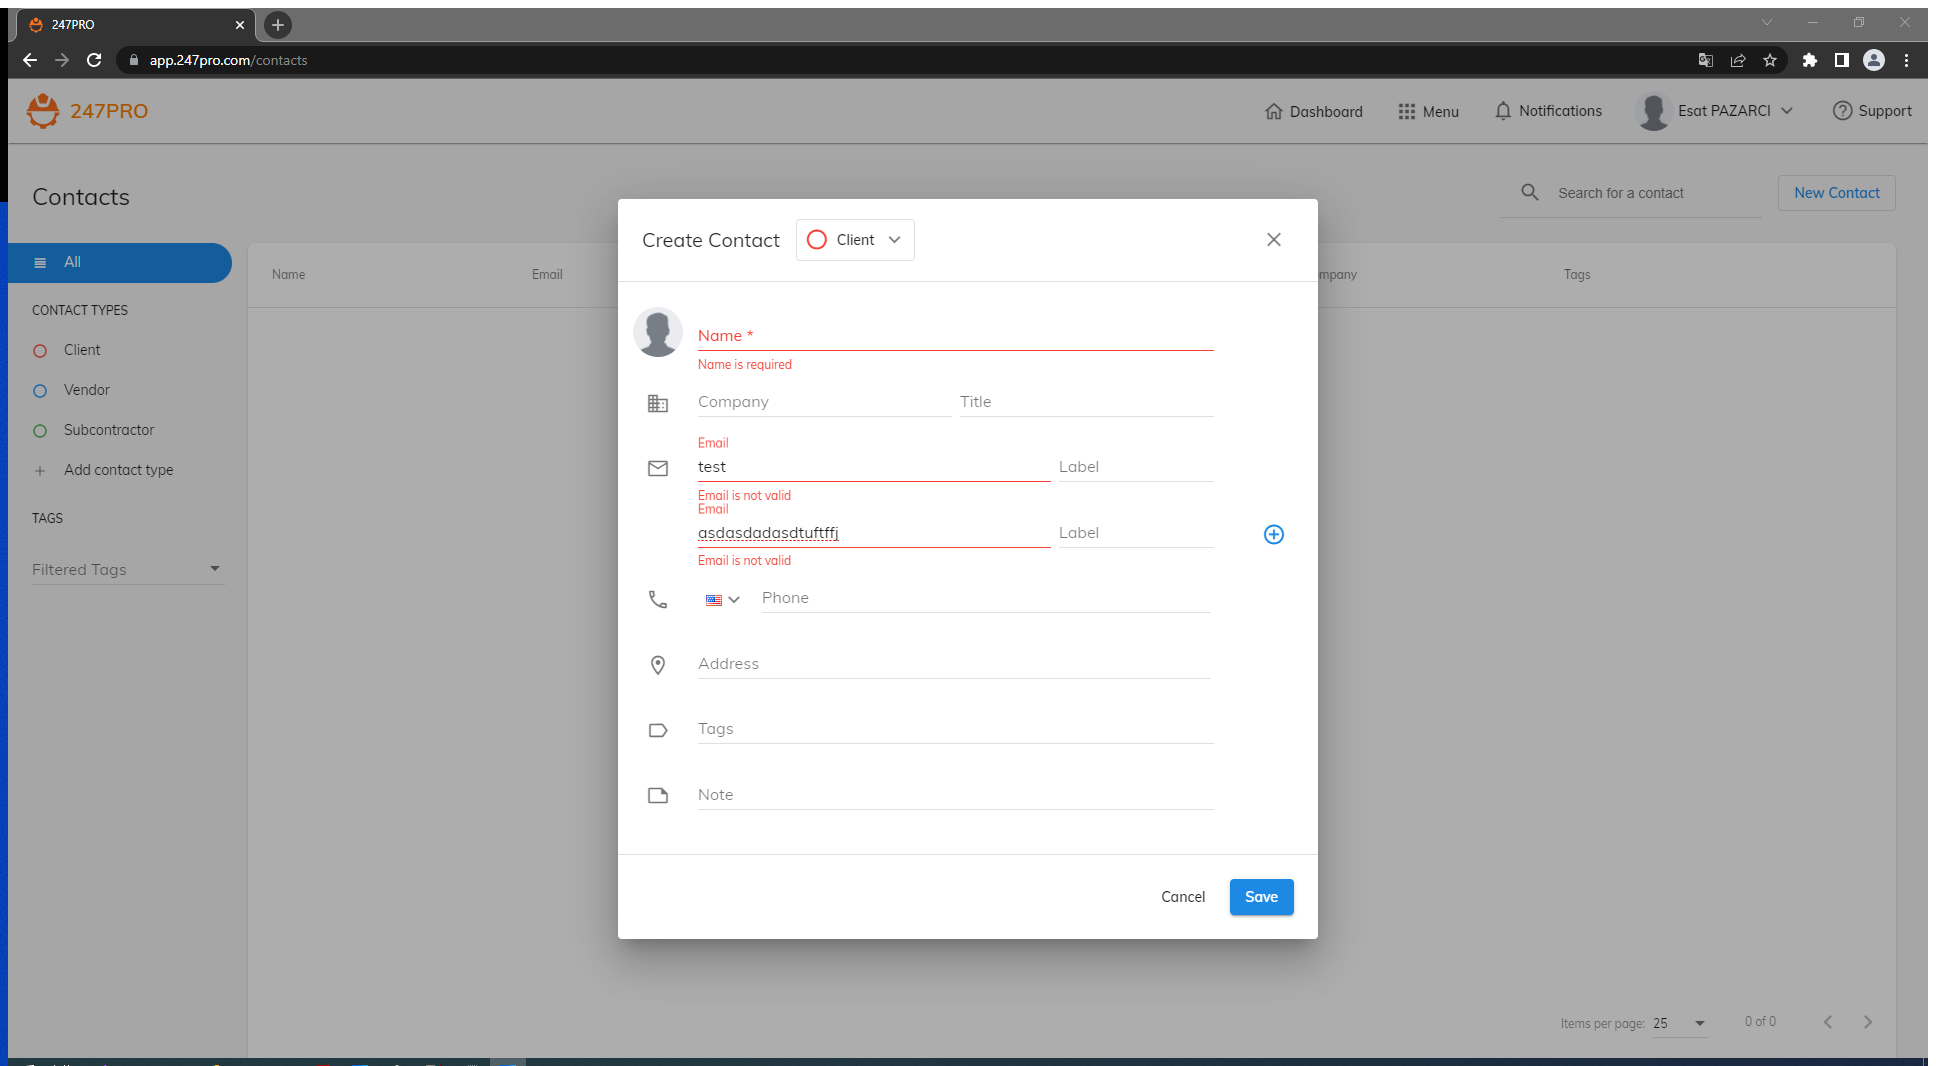 247PRO
app.247pro.com/contacts
247PRO
Dashboard Menu Notifications Esat PAZARCI Support
Contacts
Search for a contact New Contact
All
Name Email mpany Tags
CONTACT TYPES
Client
Vendor
Subcontractor
Add contact type
TAGS
Filtered Tags
Create Contact Client
Name *
Name is required
Company Title
Email
test Label
Email is not valid
Email
asdasdadasdtuftffj Label
Email is not valid
Phone
Address
Tags
Note
Cancel Save
Items per page: 25 0 of 0